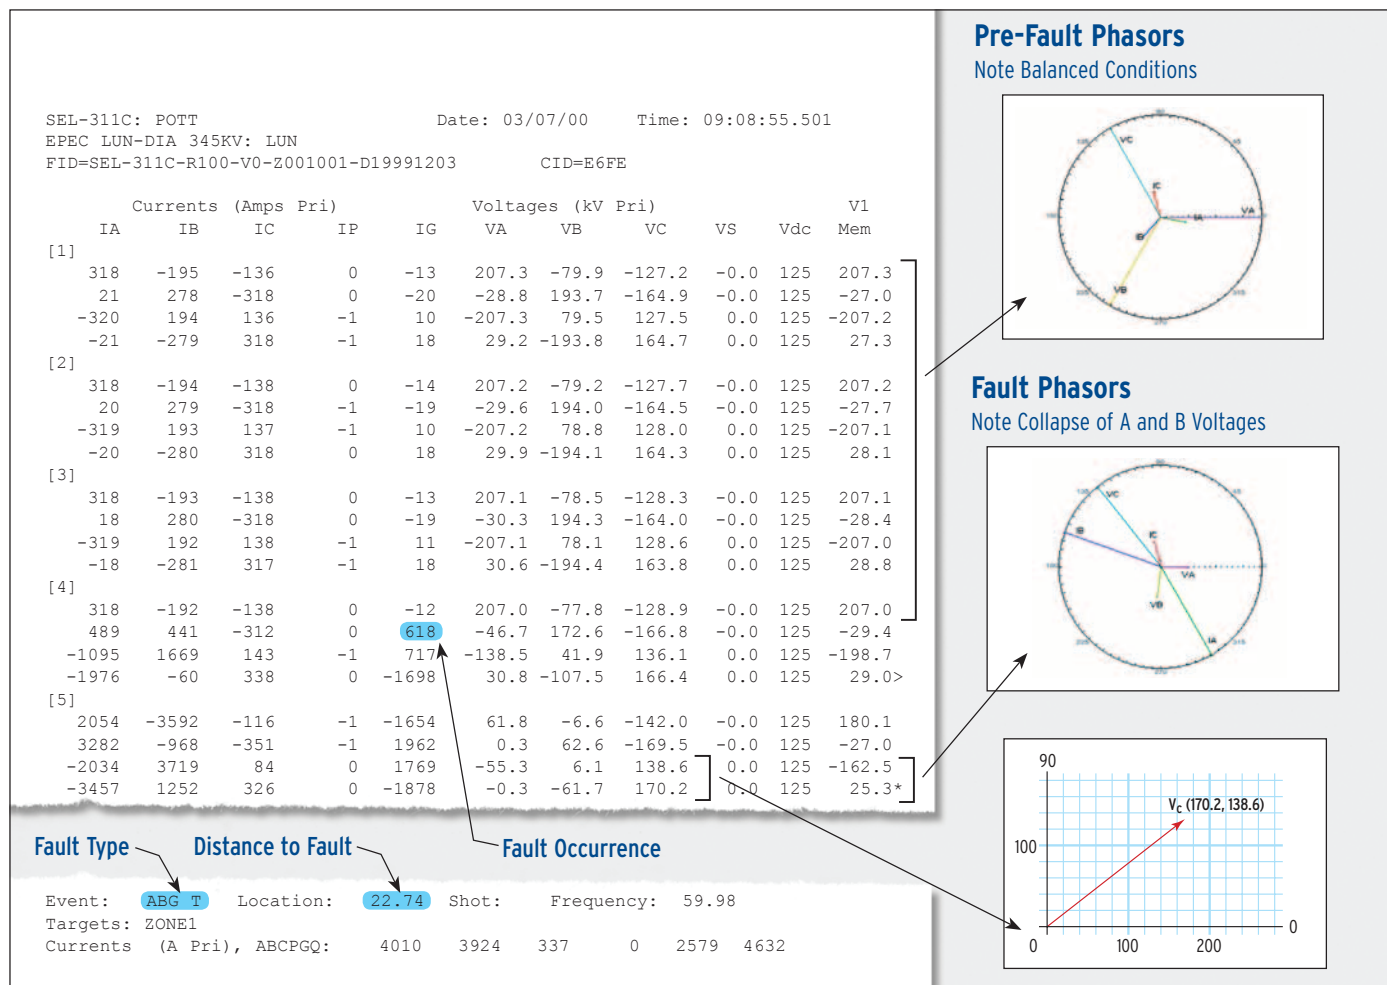 SEL-311C: POTT Date: 03/07/00 Time: 09:08:55.501
EPEC LUN-DIA 345KV: LUN
FID=SEL-311C-R100-V0-Z001001-D19991203 CID=E6FE
Currents (Amps Pri) Voltages (kV Pri) V1
IA IB IC IP IG VA VB VC VS Vdc Mem
[1]
318 -195 -136 0 -13 207.3 -79.9 -127.2 -0.0 125 207.3
21 278 -318 0 -20 -28.8 193.7 -164.9 -0.0 125 -27.0
-320 194 136 -1 10 -207.3 79.5 127.5 0.0 125 -207.2
-21 -279 318 -1 18 29.2 -193.8 164.7 0.0 125 27.3
[2]
318 -194 -138 0 -14 207.2 -79.2 -127.7 -0.0 125 207.2
20 279 -318 -1 -19 -29.6 194.0 -164.5 -0.0 125 -27.7
-319 193 137 -1 10 -207.2 78.8 128.0 0.0 125 -207.1
-20 -280 318 0 18 29.9 -194.1 164.3 0.0 125 28.1
[3]
318 -193 -138 0 -13 207.1 -78.5 -128.3 -0.0 125 207.1
18 280 -318 0 -19 -30.3 194.3 -164.0 -0.0 125 -28.4
-319 192 138 -1 11 -207.1 78.1 128.6 0.0 125 -207.0
-18 -281 317 -1 18 30.6 -194.4 163.8 0.0 125 28.8
[4]
318 -192 -138 0 -12 207.0 -77.8 -128.9 -0.0 125 207.0
489 441 -312 0 618 -46.7 172.6 -166.8 -0.0 125 -29.4
-1095 1669 143 -1 717 -138.5 41.9 136.1 0.0 125 -198.7
-1976 -60 338 0 -1698 30.8 -107.5 166.4 0.0 125 29.0>
[5]
2054 -3592 -116 -1 -1654 61.8 -6.6 -142.0 -0.0 125 180.1
3282 -968 -351 -1 1962 0.3 62.6 -169.5 -0.0 125 -27.0
-2034 3719 84 0 1769 -55.3 6.1 138.6 0.0 125 -162.5
-3457 1252 326 0 -1878 -0.3 -61.7 170.2 0.0 125 25.3*
Fault Type Distance to Fault Fault Occurrence
Event: ABG T Location: 22.74 Shot: Frequency: 59.98
Targets: ZONE1
Currents (A Pri), ABCPGQ: 4010 3924 337 0 2579 4632
Pre-Fault Phasors
Note Balanced Conditions
VC
IC
VA
IA
IB
VB
Fault Phasors
Note Collapse of A and B Voltages
VC
IB
IC
VA
VB
IA
90
Vc (170.2, 138.6)
100
0
0 100 200